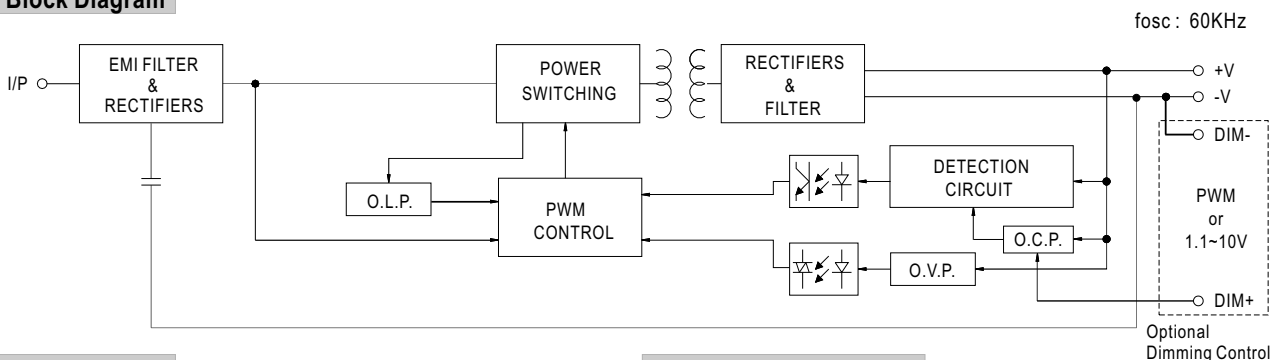 Block Diagram
fosc : 60KHz
I/P
EMI FILTER
&
RECTIFIERS
POWER
SWITCHING
RECTIFIERS
&
FILTER
+V
-V
DIM-
O.L.P.
PWM
CONTROL
DETECTION
CIRCUIT
O.C.P.
O.V.P.
PWM
or
1.1~10V
DIM+
Optional
Dimming Control